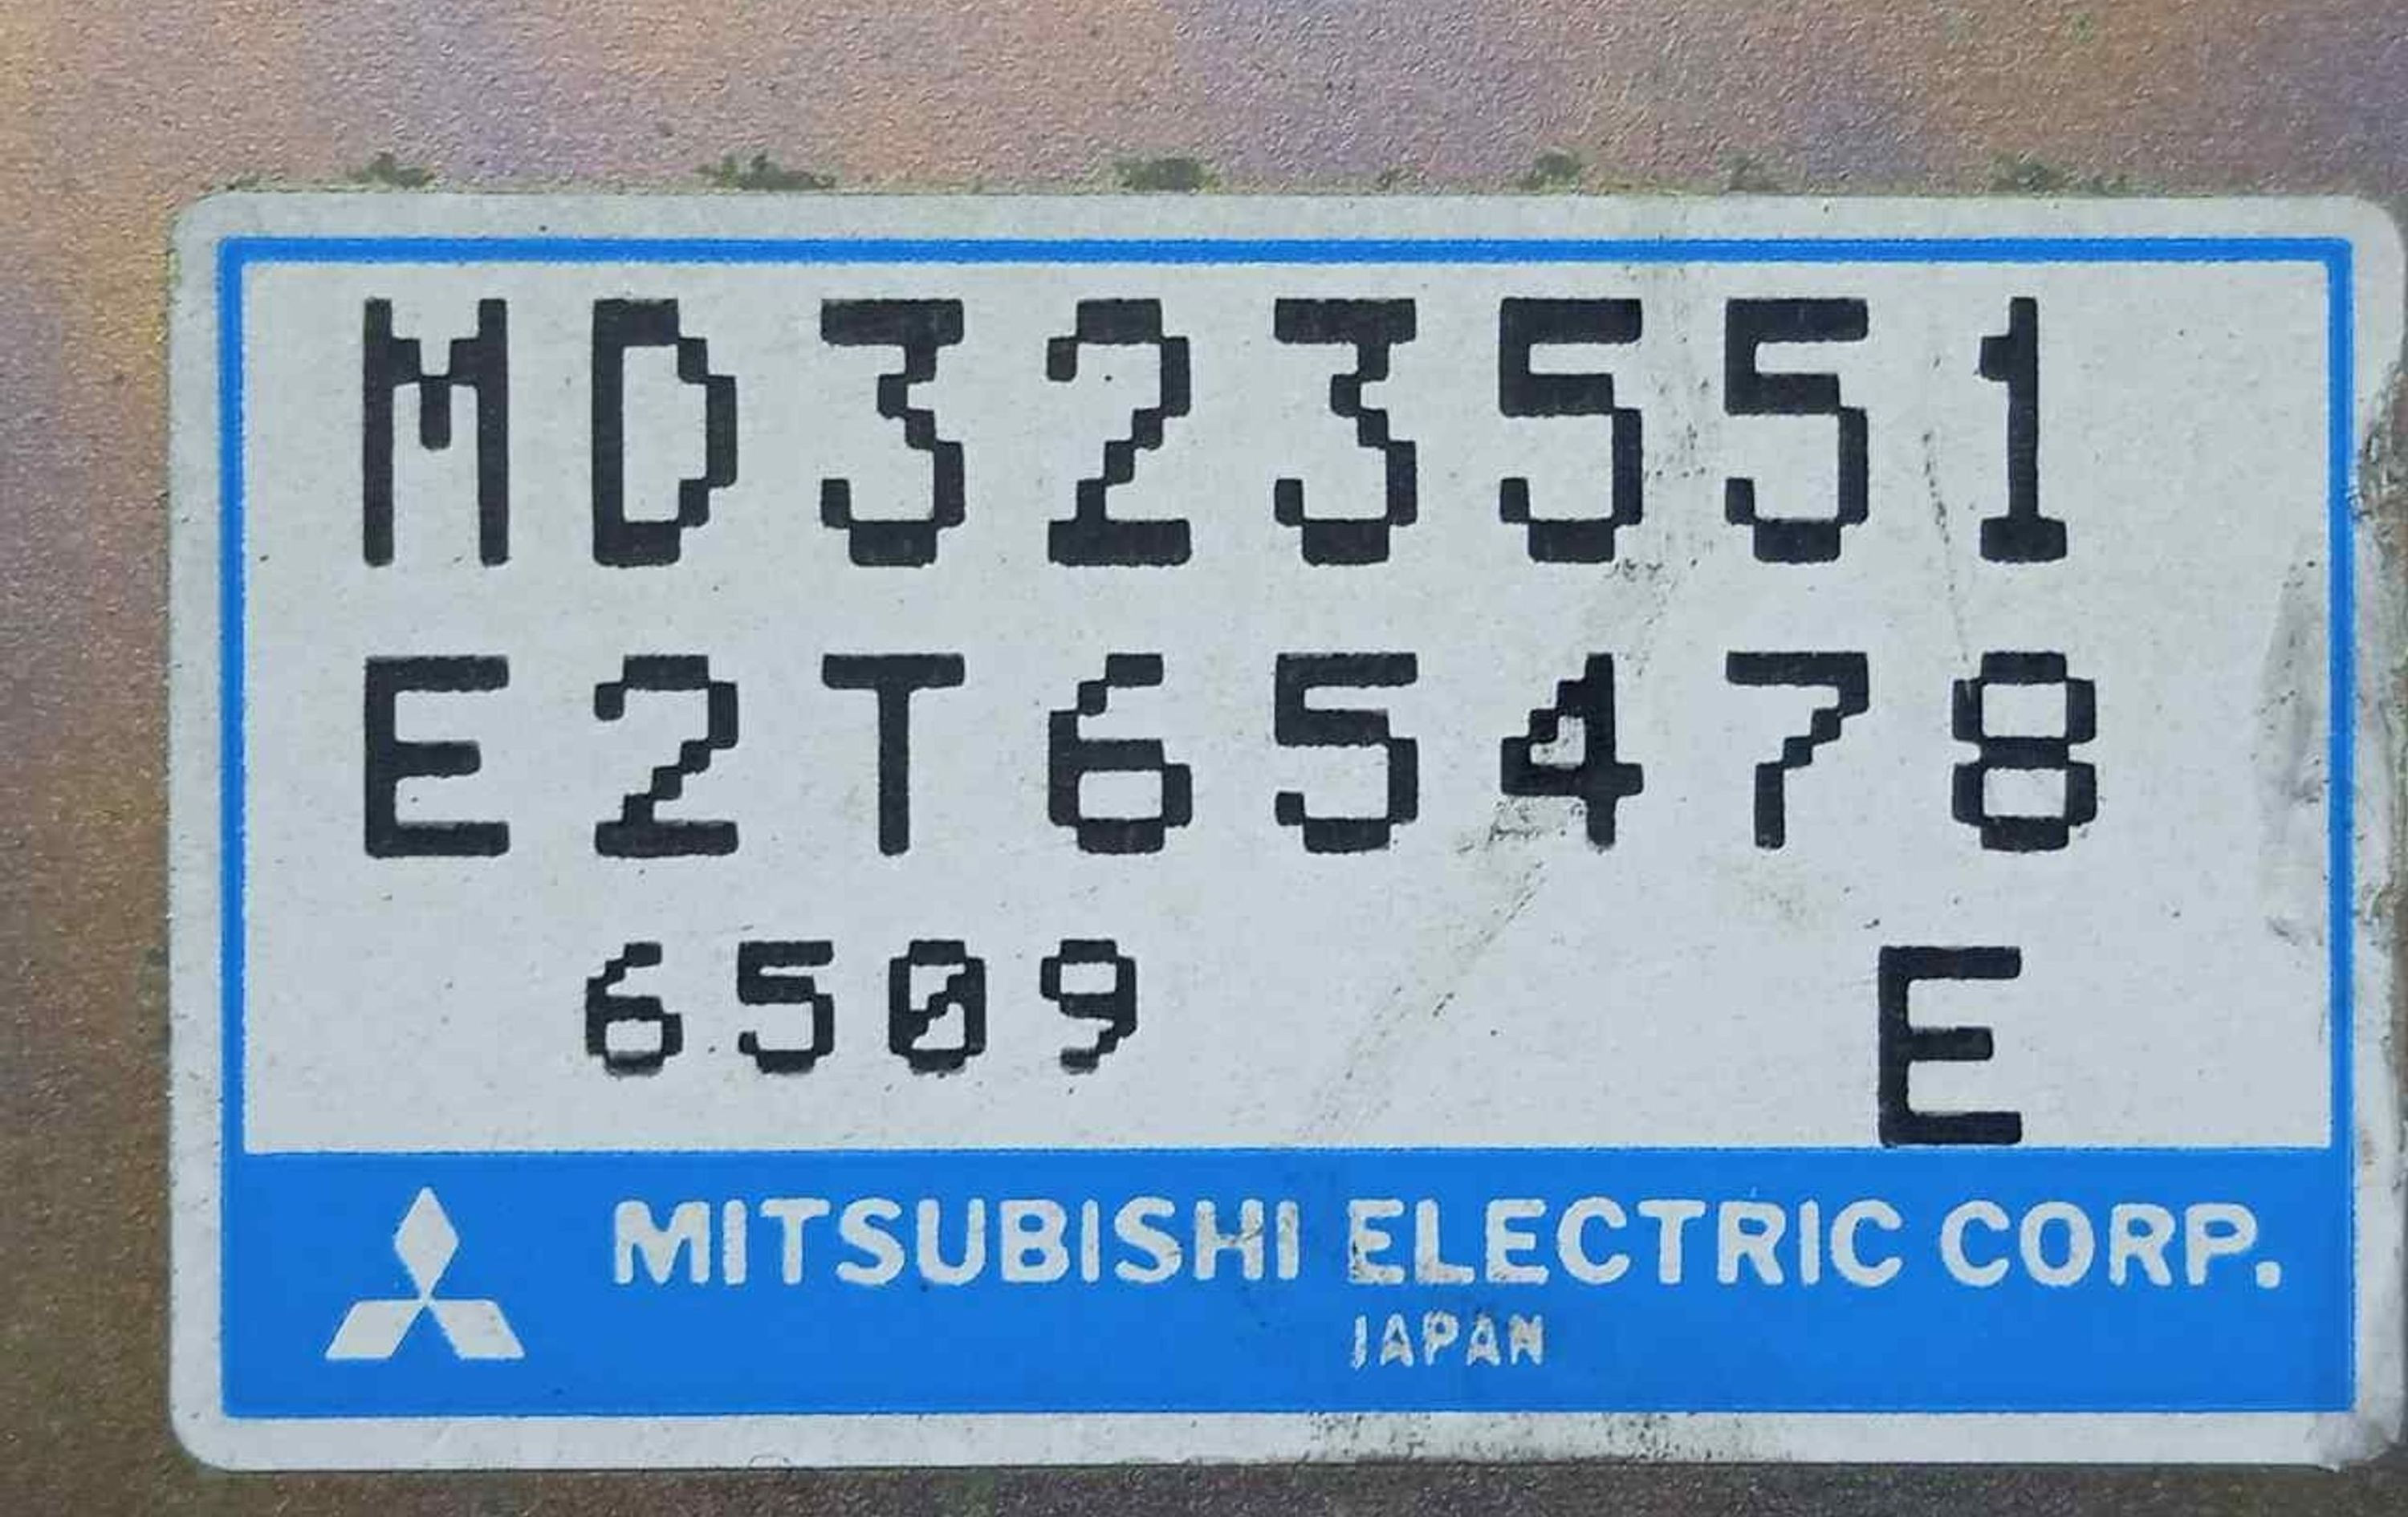 MD323551
E2T65478
6509 E
MITSUBISHI ELECTRIC CORP.
JAPAN